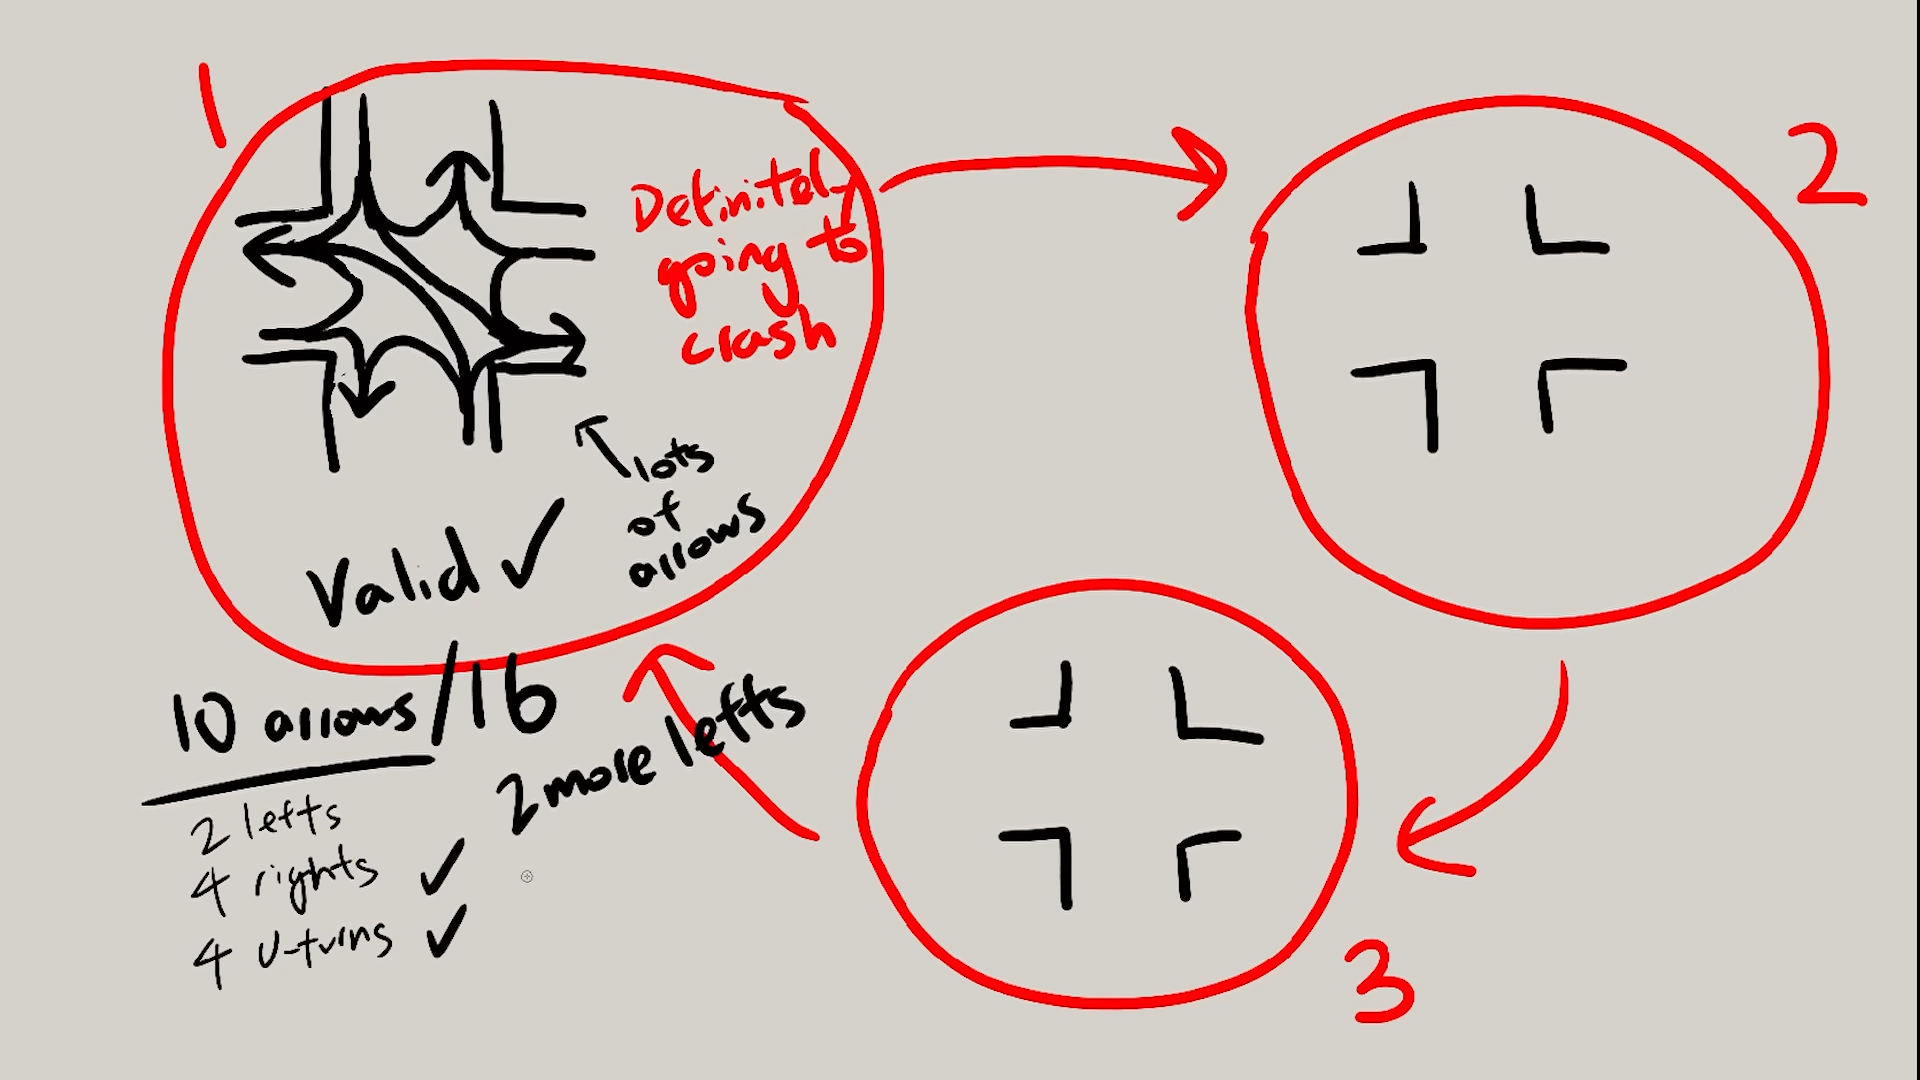 1
Definitely
going to
crash
lots
of
arrows
Valid ✓
2
10 arrows/16
2 more lefts
2 lefts
4 rights ✓
4 U-turns ✓
3